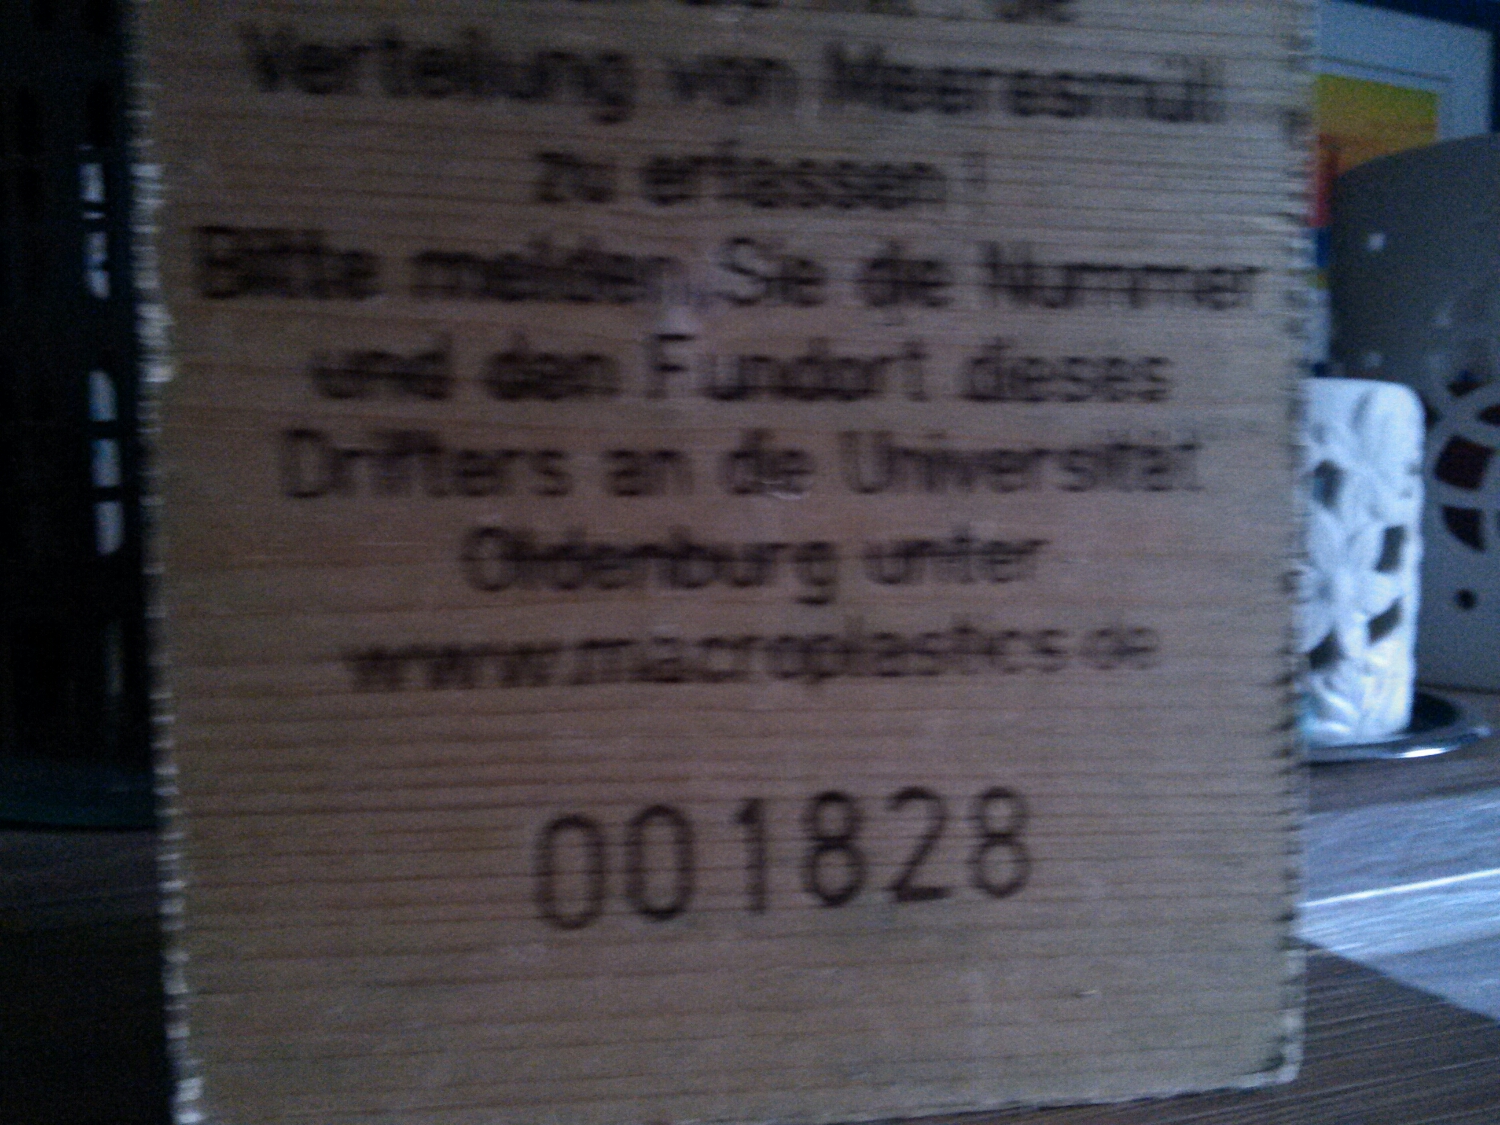 Verteilung von Meeresmüll
zu erfassen!
Bitte melden Sie die Nummer
und den Fundort dieses
Drifters an die Universität
Oldenburg unter
www.macroplastics.de
001828